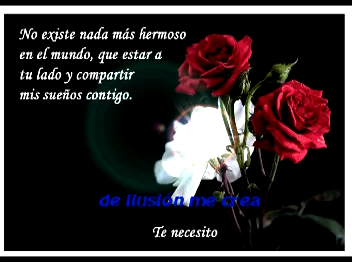 No existe nada más hermoso
en el mundo, que estar a
tu lado y compartir
mis sueños contigo.
de ilusion me crea
Te necesito